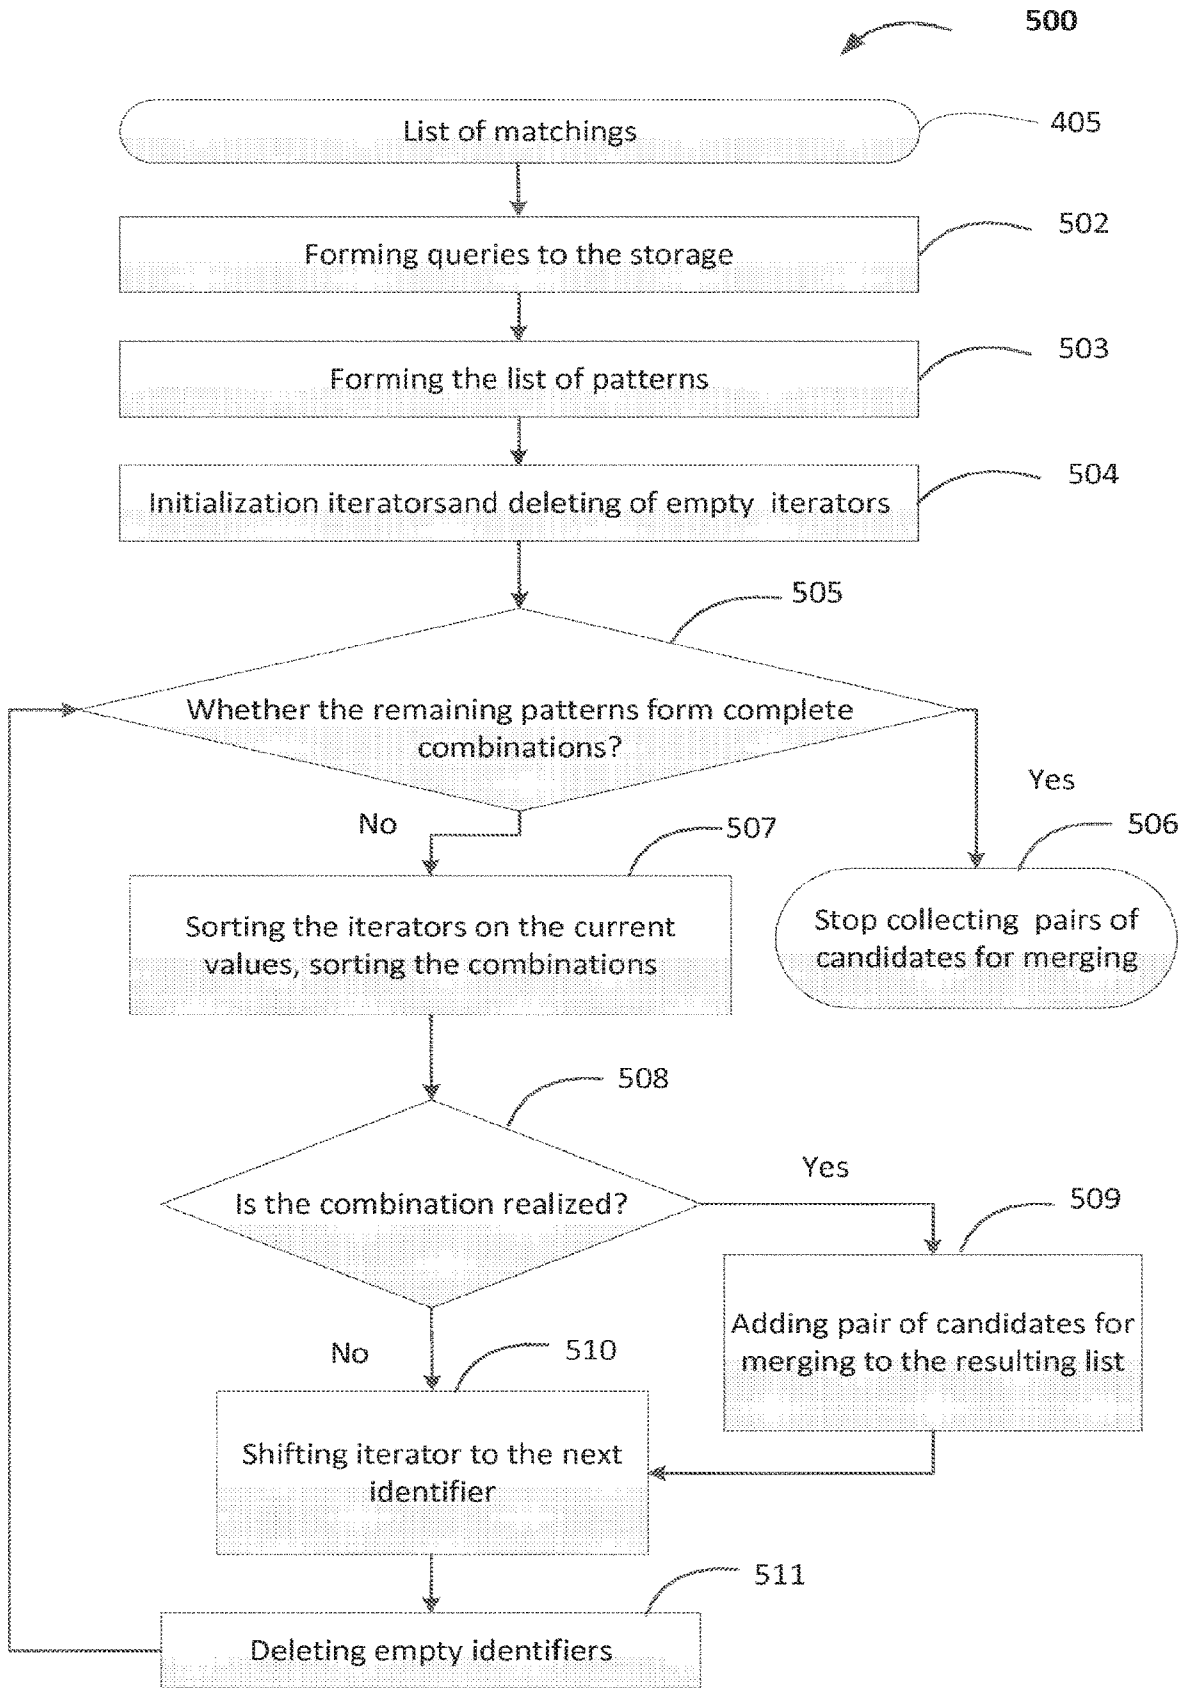 500
List of matchings
405
502
Forming queries to the storage
503
Forming the list of patterns
504
Initialization iteratorsand deleting of empty iterators
505
Whether the remaining patterns form complete
combinations?
Yes
No
506
507
Sorting the iterators on the current
values, sorting the combinations
Stop collecting pairs of
candidates for merging
508
Yes
Is the combination realized?
509
Adding pair of candidates for
merging to the resulting list
No
510
Shifting iterator to the next
identifier
511
Deleting empty identifiers